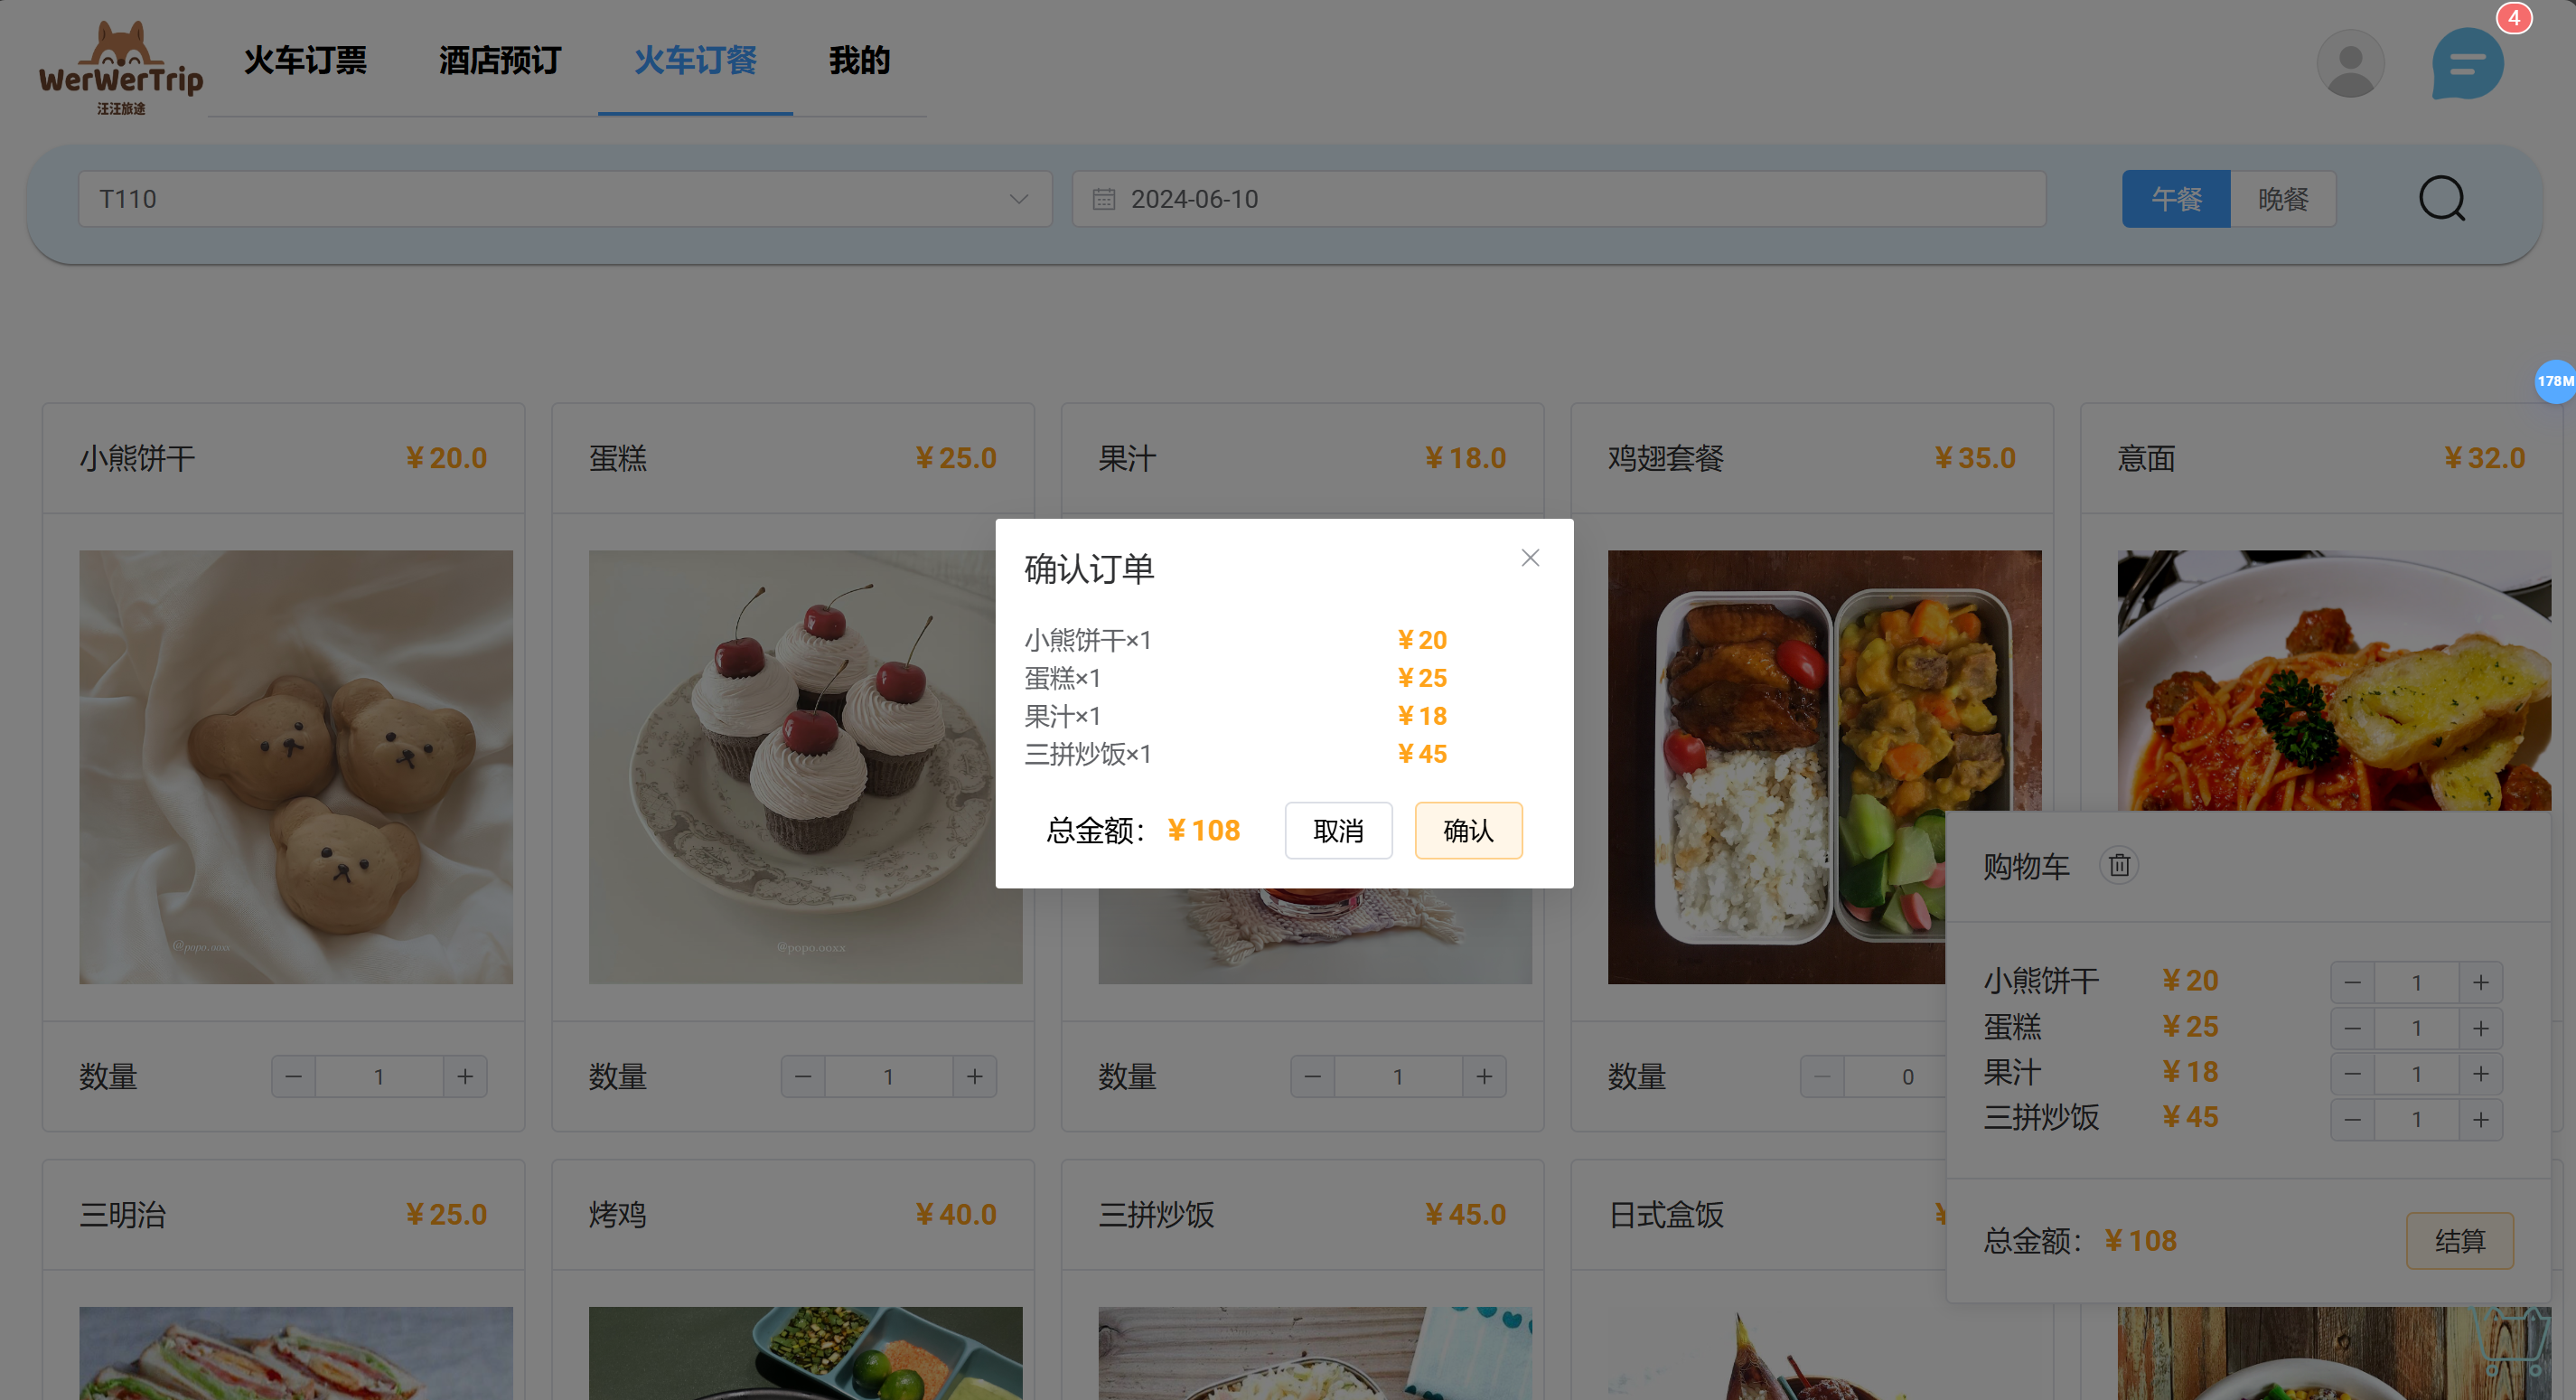 WerWerTrip
汪汪旅途
火车订票
酒店预订
火车订餐
我的
4
T110
2024-06-10
午餐
晚餐
178M
小熊饼干 ¥20.0
蛋糕 ¥25.0
果汁 ¥18.0
鸡翅套餐 ¥35.0
意面 ¥32.0
确认订单
小熊饼干×1 ¥20
蛋糕×1 ¥25
果汁×1 ¥18
三拼炒饭×1 ¥45
总金额： ¥108 取消 确认
@popo.ooxx
@popo.ooxx
数量 1
数量 1
数量 1
数量 0
购物车
小熊饼干 ¥20 1
蛋糕 ¥25 1
果汁 ¥18 1
三拼炒饭 ¥45 1
总金额： ¥108 结算
三明治 ¥25.0
烤鸡 ¥40.0
三拼炒饭 ¥45.0
日式盒饭 ¥